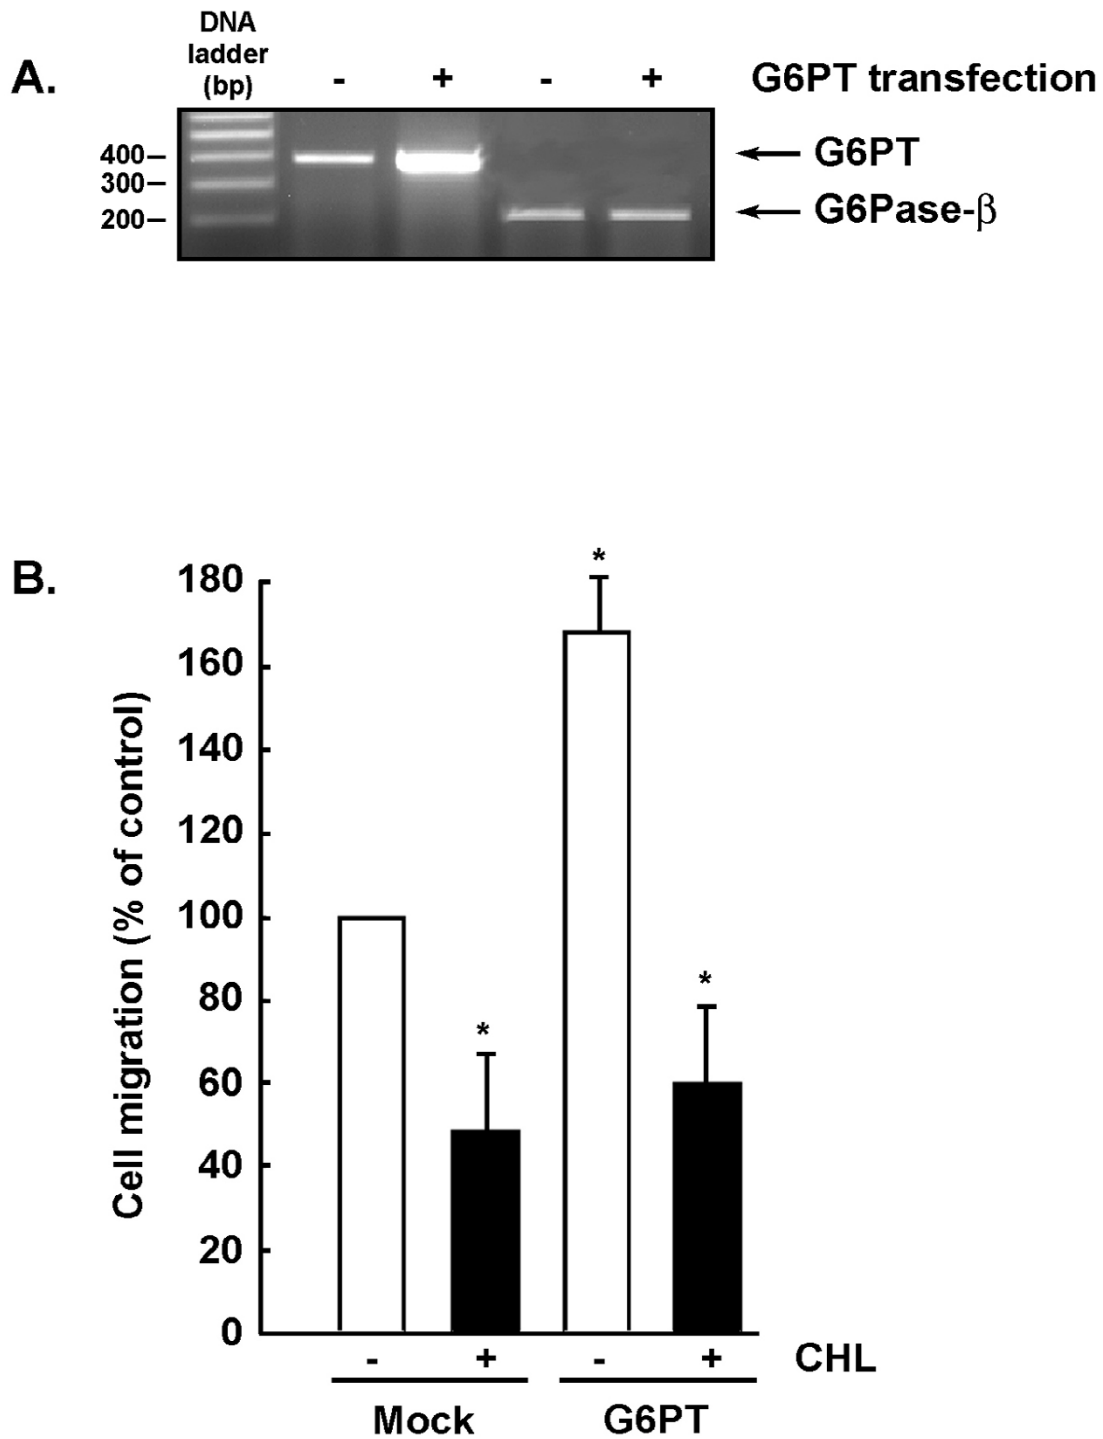 A.
DNA
ladder
(bp)
- + - + G6PT transfection
400
G6PT
300
200
G6Pase-β
B.
Cell migration (% of control)
180
160
140
120
100
80
60
40
20
0
*
*
*
- + - + CHL
Mock G6PT